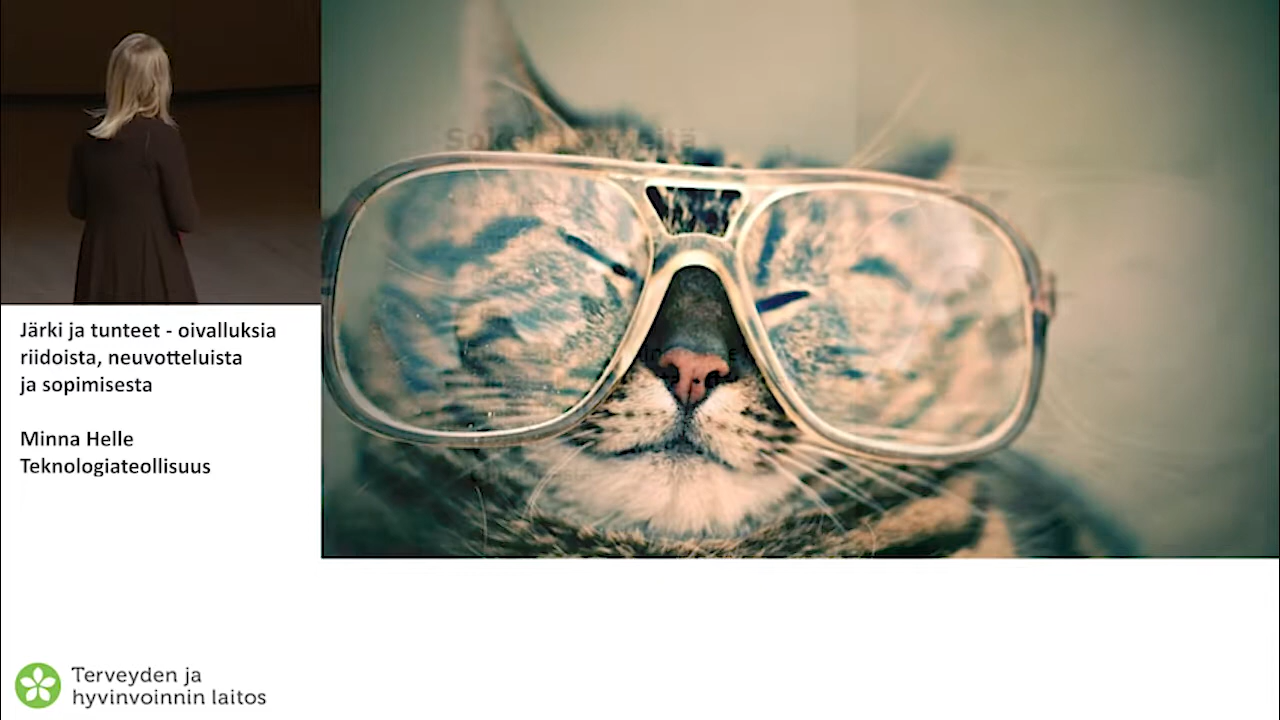 Järki ja tunteet - oivalluksia
riidoista, neuvotteluista
ja sopimisesta
Minna Helle
Teknologiateollisuus
Terveyden ja
hyvinvoinnin laitos